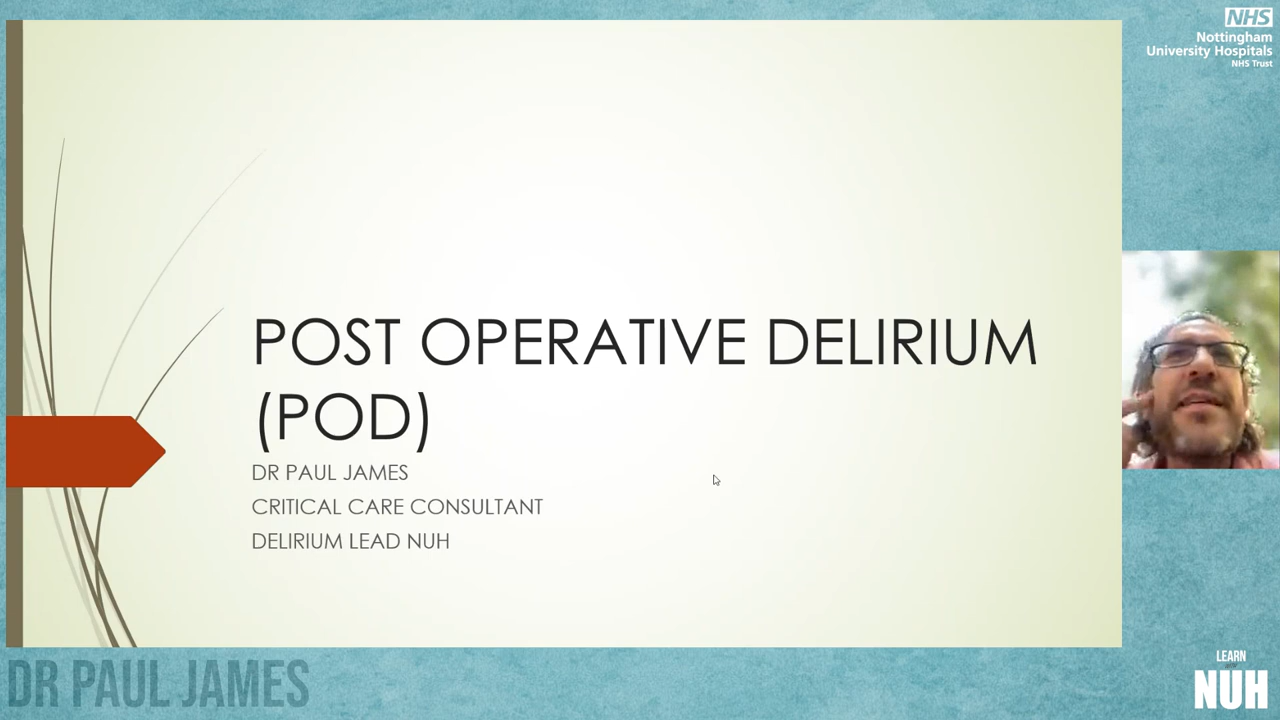 NHS
Nottingham
University Hospitals
NHS Trust
POST OPERATIVE DELIRIUM
(POD)
DR PAUL JAMES
CRITICAL CARE CONSULTANT
DELIRIUM LEAD NUH
DR PAUL JAMES
LEARN
NUH